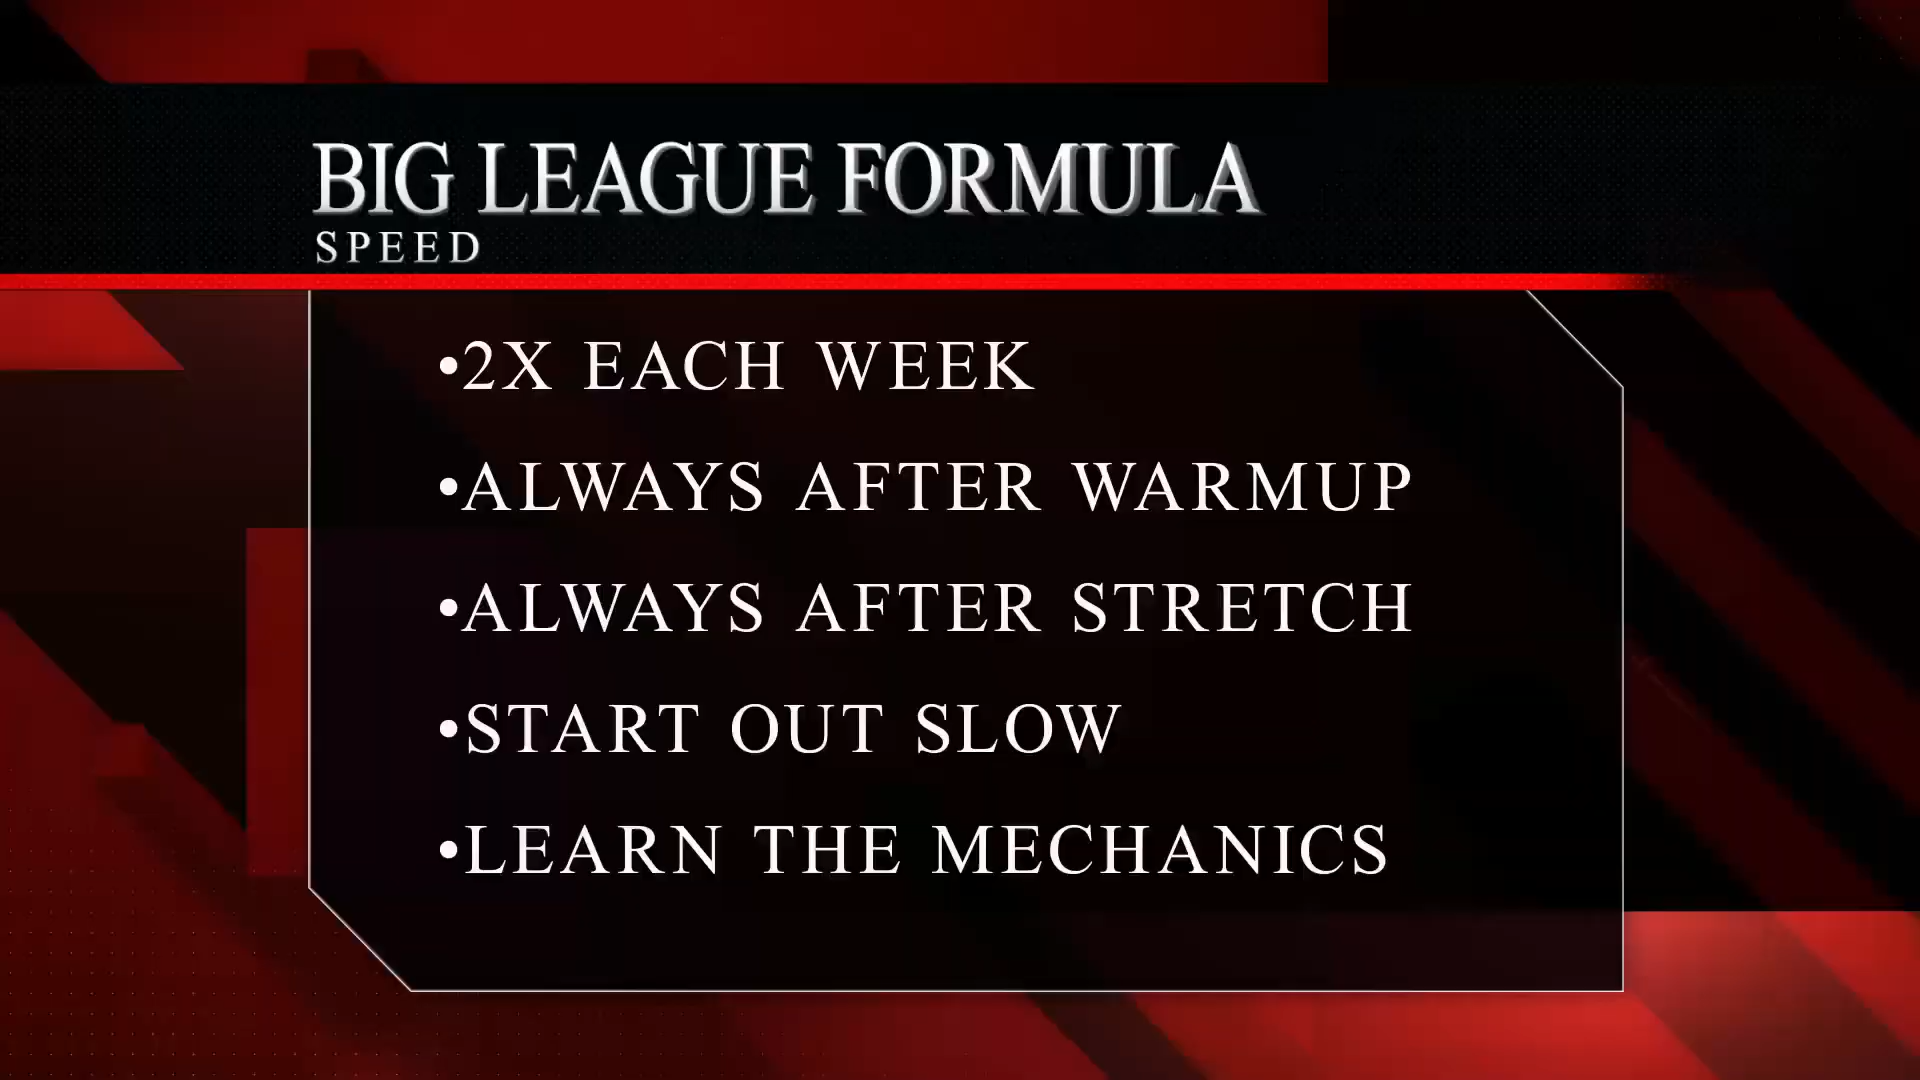 BIG LEAGUE FORMULA
SPEED
•2X EACH WEEK
•ALWAYS AFTER WARMUP
•ALWAYS AFTER STRETCH
•START OUT SLOW
•LEARN THE MECHANICS